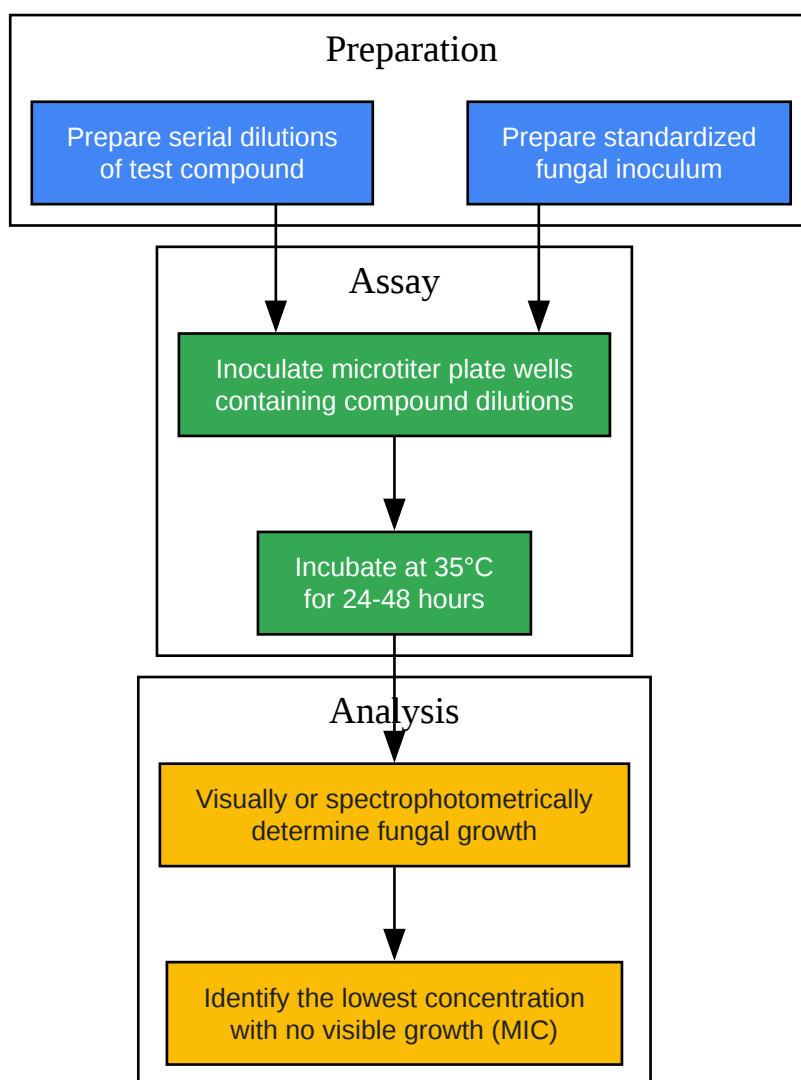 Preparation
Prepare serial dilutions
of test compound
Prepare standardized
fungal inoculum
Assay
Inoculate microtiter plate wells
containing compound dilutions
Incubate at 35°C
for 24-48 hours
Analysis
Visually or spectrophotometrically
determine fungal growth
Identify the lowest concentration
with no visible growth (MIC)